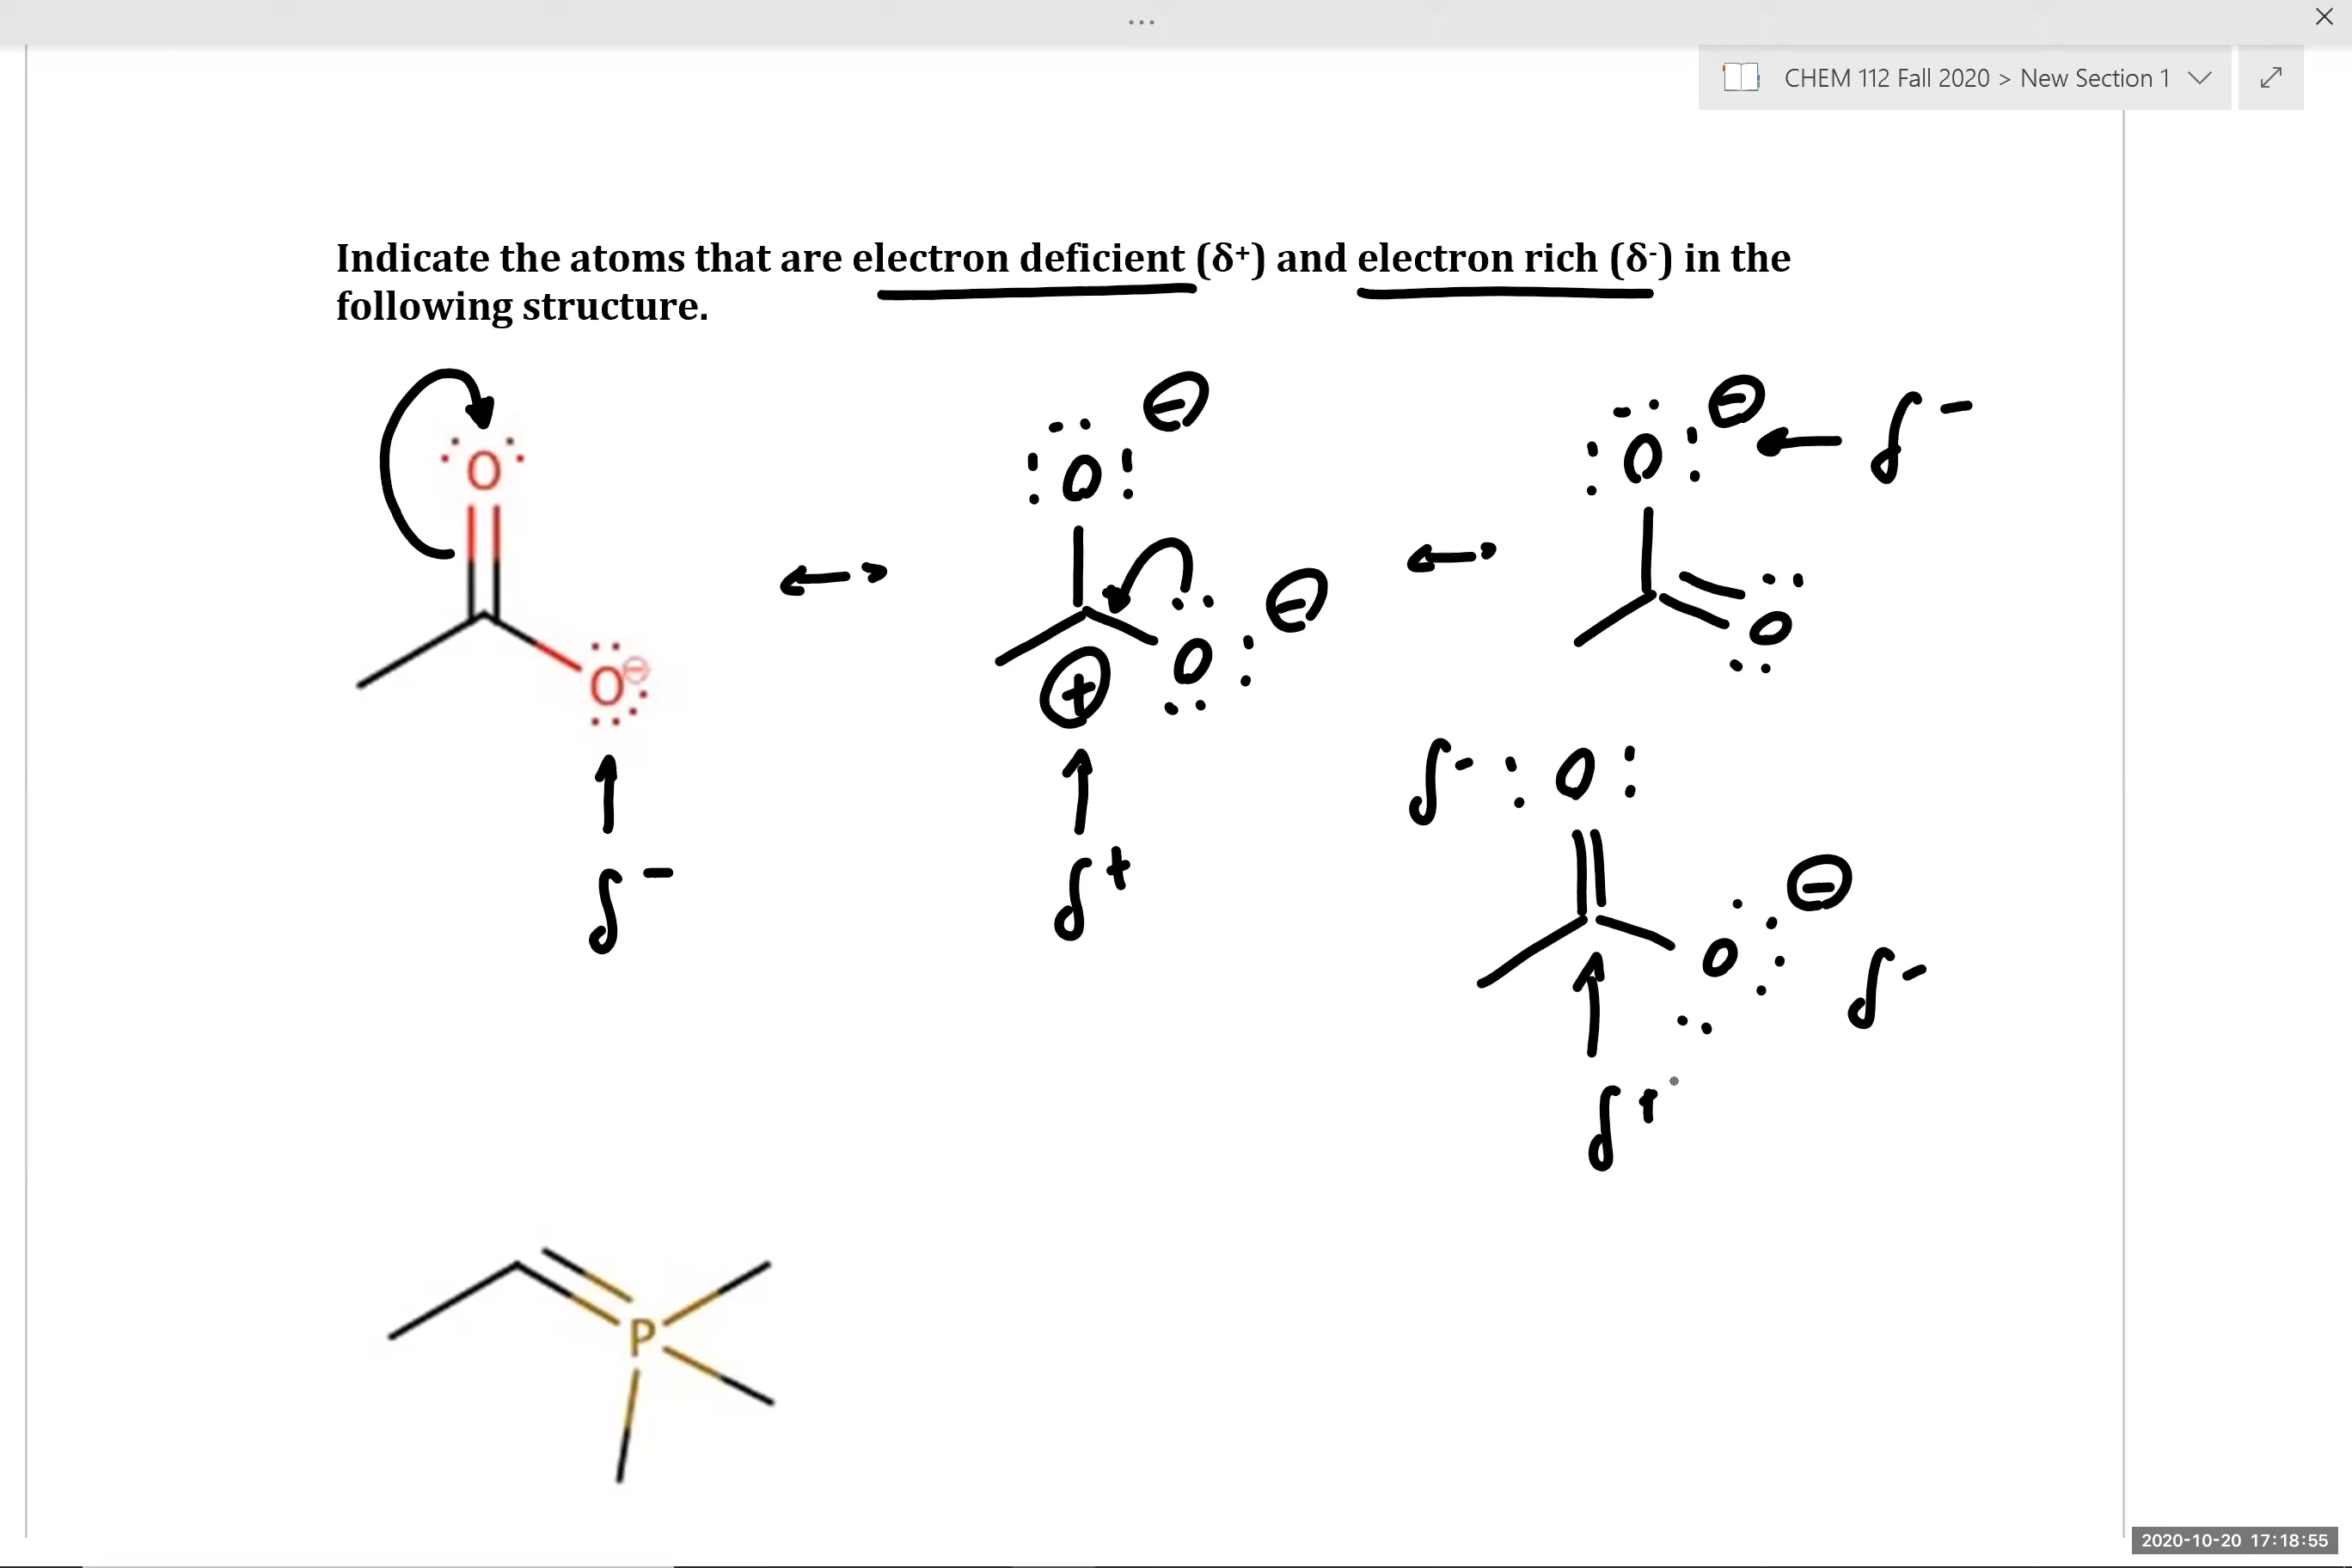 CHEM 112 Fall 2020 > New Section 1
Indicate the atoms that are electron deficient (δ+) and electron rich (δ-) in the
following structure.
O
O⊖
δ-
⊖
O
⊖
O
⊕
δ+
⊖
O
δ-
O
δ-
O
⊖
O
δ-
δ+
P
2020-10-20 17:18:55